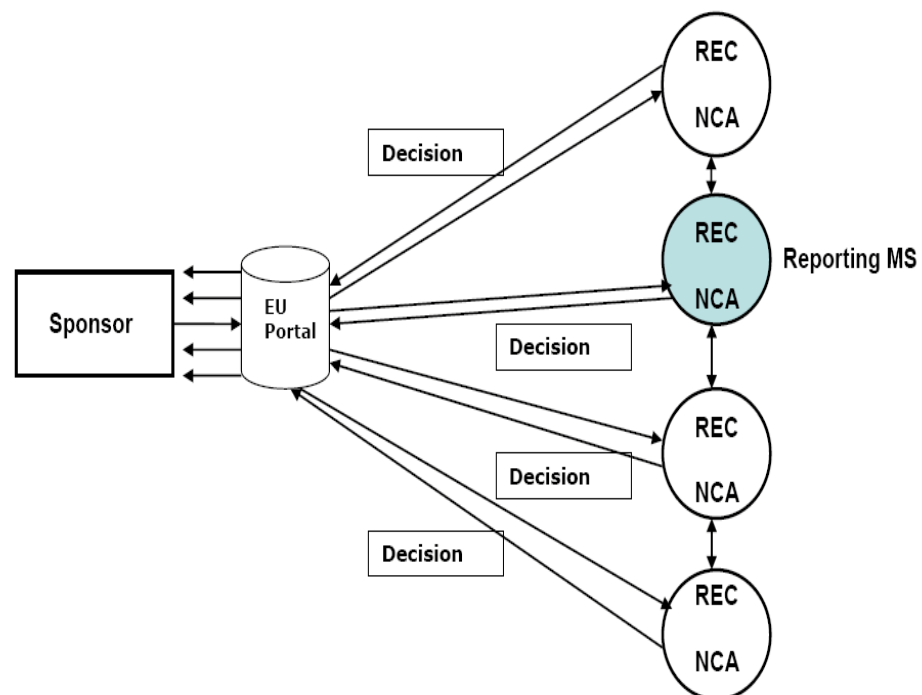 REC
NCA
Decision
REC
Reporting MS
NCA
Sponsor
EU
Portal
Decision
REC
Decision
NCA
Decision
REC
NCA